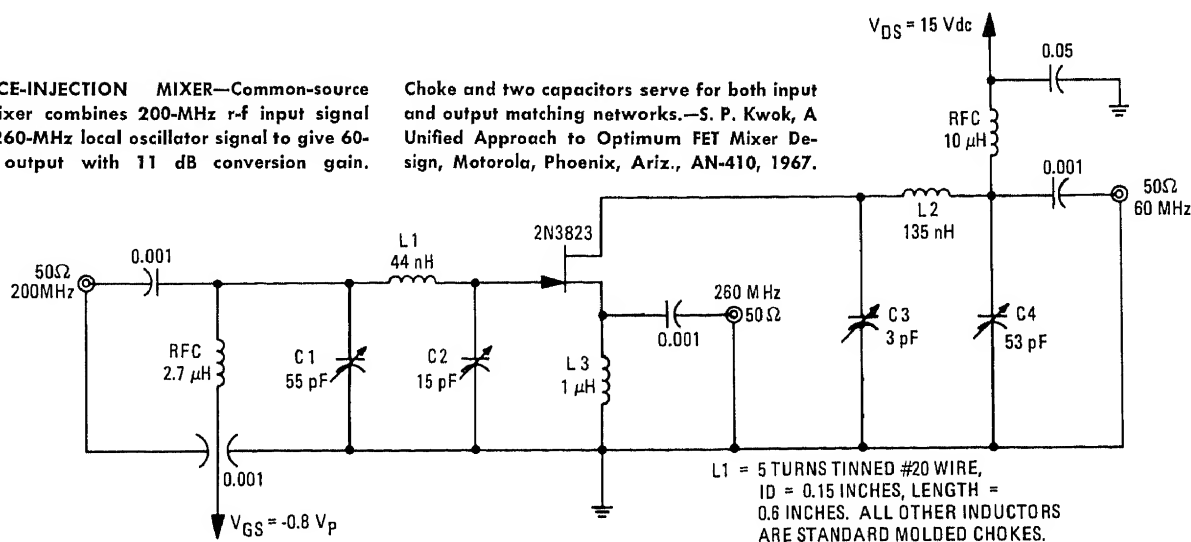 CE-INJECTION MIXER—Common-source
ixer combines 200-MHz r-f input signal
260-MHz local oscillator signal to give 60-
output with 11 dB conversion gain.
Choke and two capacitors serve for both input
and output matching networks.—S. P. Kwok, A
Unified Approach to Optimum FET Mixer De-
sign, Motorola, Phoenix, Ariz., AN-410, 1967.
VDS = 15 Vdc
0.05
RFC
10 μH
0.001
50Ω
60 MHz
L2
135 nH
2N3823
L1
44 nH
0.001
50Ω
200MHz
260 MHz
50Ω
0.001
C3
3 pF
C4
53 pF
RFC
2.7 μH
C1
55 pF
C2
15 pF
L3
1 μH
0.001
VGS = -0.8 VP
L1 = 5 TURNS TINNED #20 WIRE,
ID = 0.15 INCHES, LENGTH =
0.6 INCHES. ALL OTHER INDUCTORS
ARE STANDARD MOLDED CHOKES.